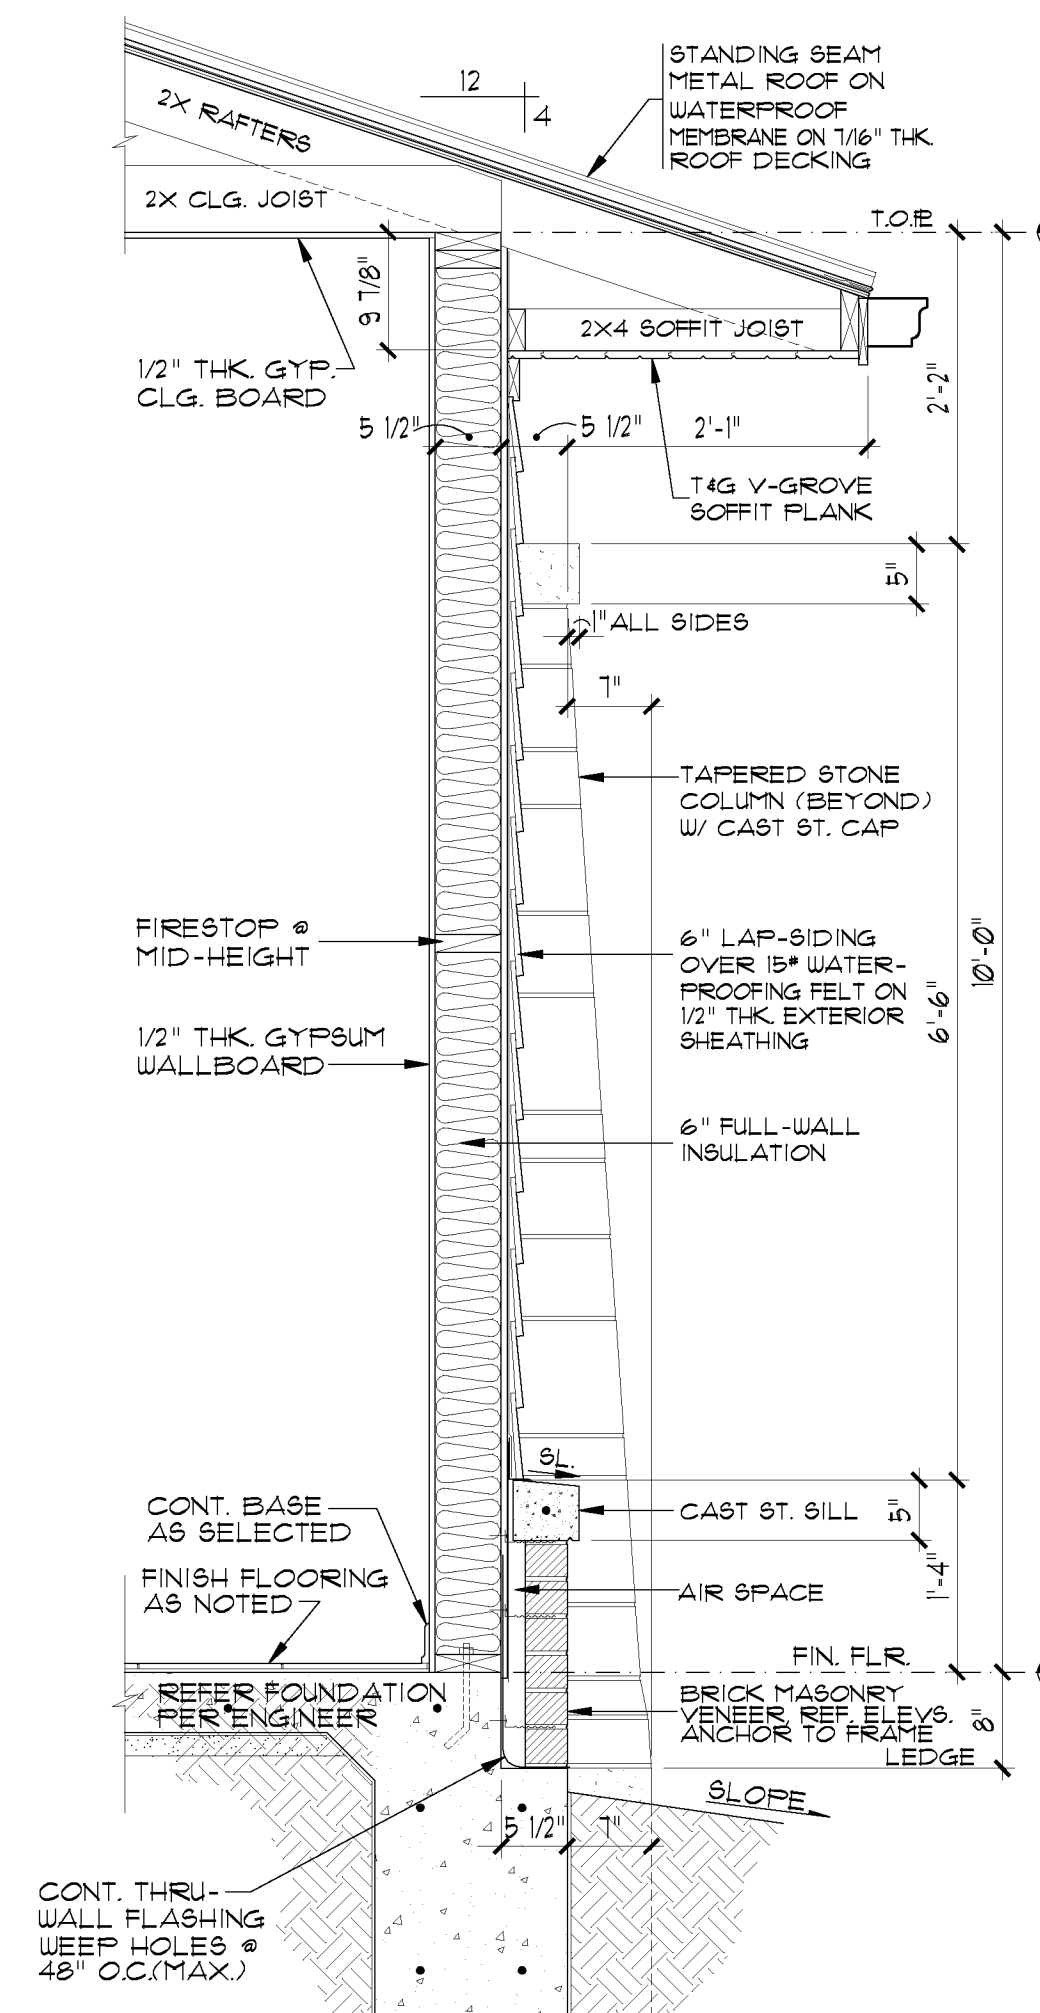 STANDING SEAM
METAL ROOF ON
WATERPROOF
MEMBRANE ON 7/16" THK.
ROOF DECKING
12
4
2X RAFTERS
2X CLG. JOIST
T.O.PL
9 7/8"
2X4 SOFFIT JOIST
1/2" THK. GYP.
CLG. BOARD
2'-2"
5 1/2"
5 1/2"
2'-1"
T&G V-GROVE
SOFFIT PLANK
5"
1" ALL SIDES
7"
TAPERED STONE
COLUMN (BEYOND)
W/ CAST ST. CAP
FIRESTOP @
MID-HEIGHT
6" LAP-SIDING
OVER 15# WATER-
PROOFING FELT ON
1/2" THK. EXTERIOR
SHEATHING
10'-0"
6'-6"
1/2" THK. GYPSUM
WALLBOARD
6" FULL-WALL
INSULATION
SL.
CONT. BASE
AS SELECTED
CAST ST. SILL
5"
FINISH FLOORING
AS NOTED
AIR SPACE
1'-4"
FIN. FLR.
REFER FOUNDATION
PER ENGINEER
BRICK MASONRY
VENEER, REF. ELEVS.
ANCHOR TO FRAME
8"
LEDGE
SLOPE
5 1/2"
7"
CONT. THRU-
WALL FLASHING
WEEP HOLES @
48" O.C.(MAX.)